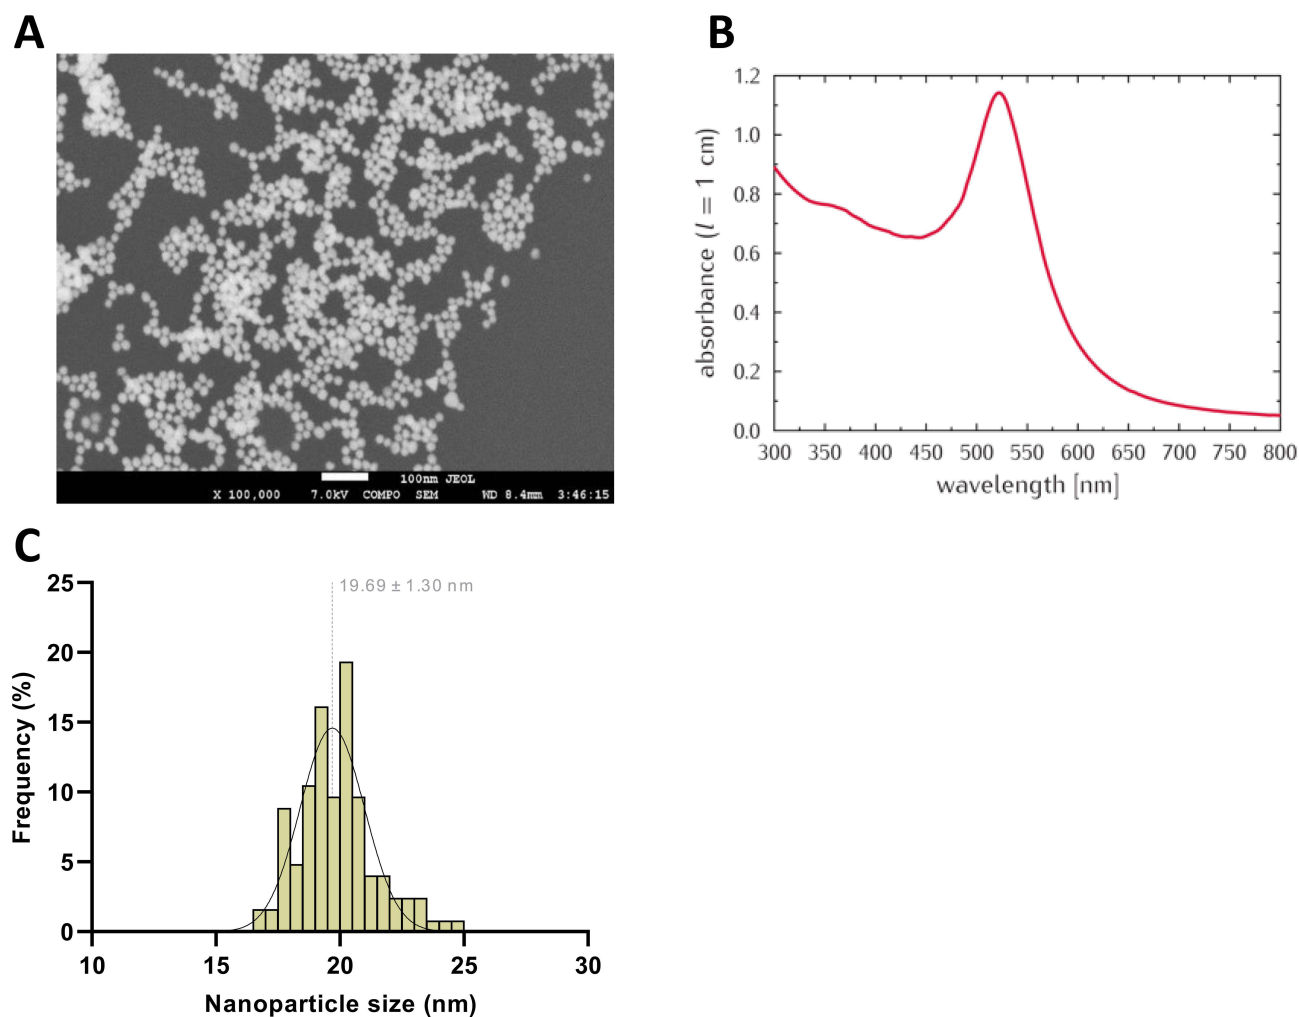 A
100nm JEOL
X 100,000 7.0kV COMPO SEM WD 8.4mm 3:46:15
B
1.2
1.0
0.8
0.6
0.4
0.2
0.0
absorbance (l = 1 cm)
300 350 400 450 500 550 600 650 700 750 800
wavelength [nm]
C
19.69 ± 1.30 nm
25
20
15
10
5
0
Frequency (%)
10 15 20 25 30
Nanoparticle size (nm)